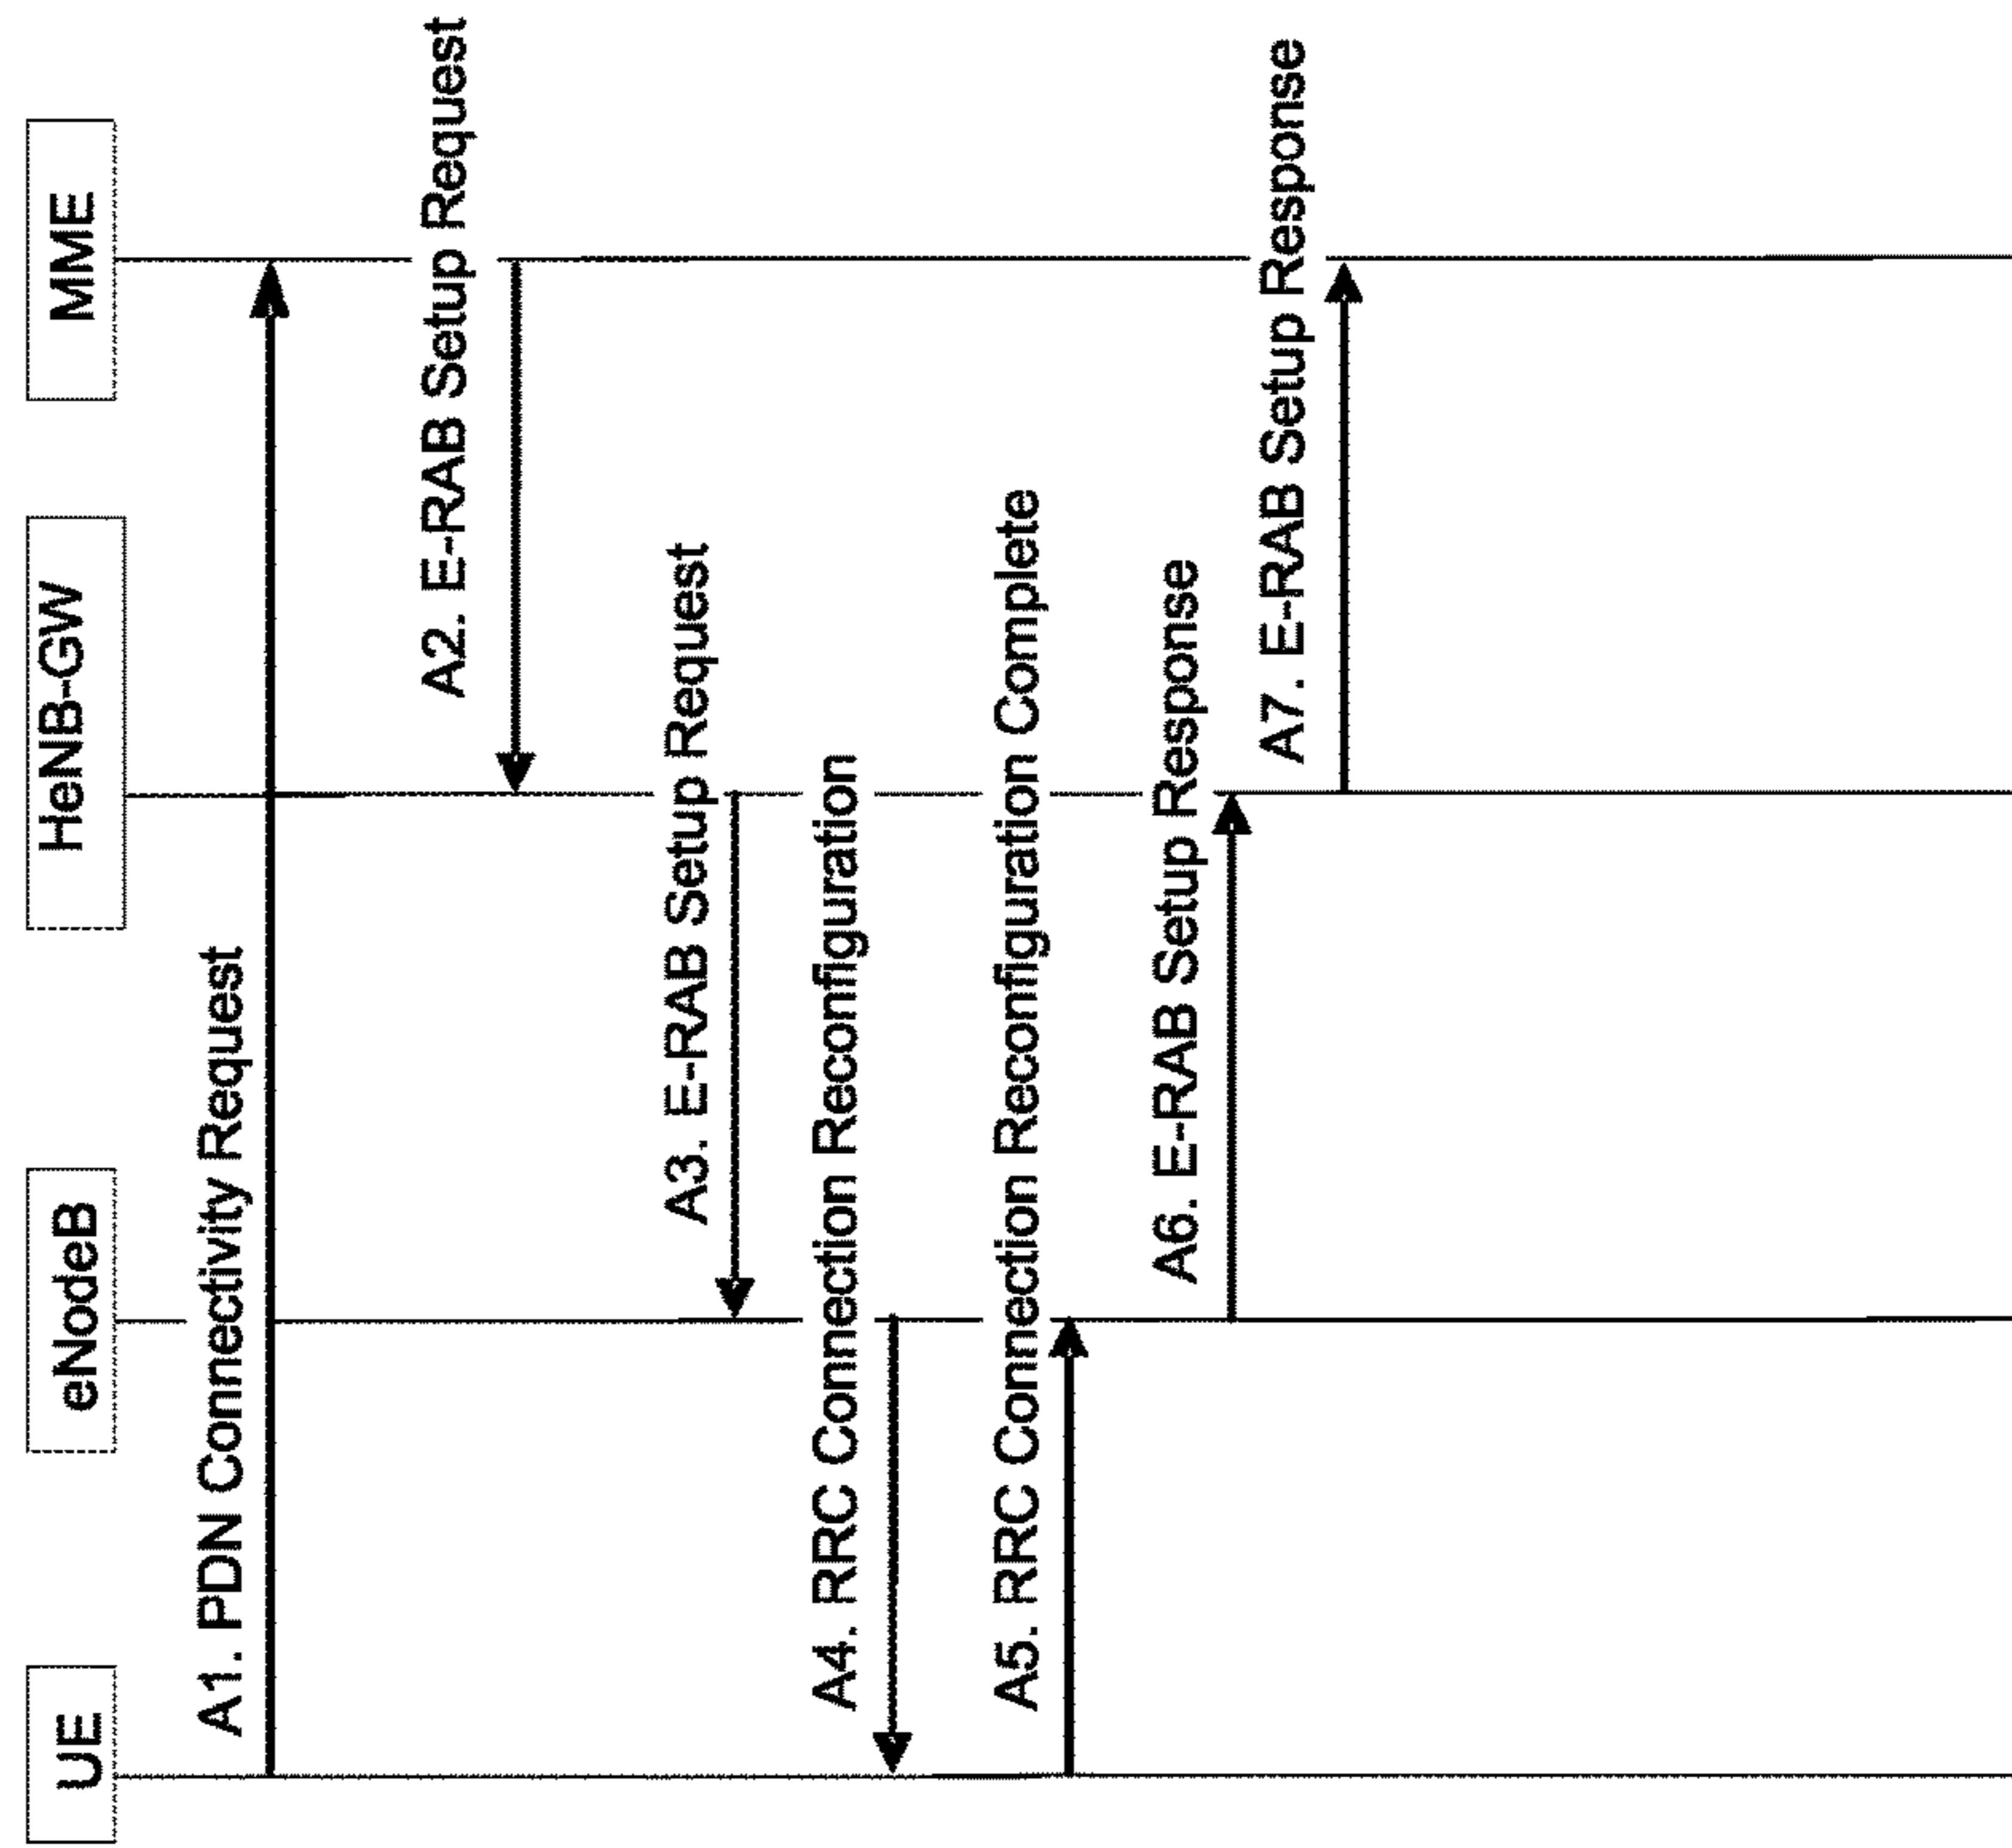 UE
eNodeB
HeNB-GW
MME
A1. PDN Connectivity Request
A2. E-RAB Setup Request
A3. E-RAB Setup Request
A4. RRC Connection Reconfiguration
A5. RRC Connection Reconfiguration Complete
A6. E-RAB Setup Response
A7. E-RAB Setup Response